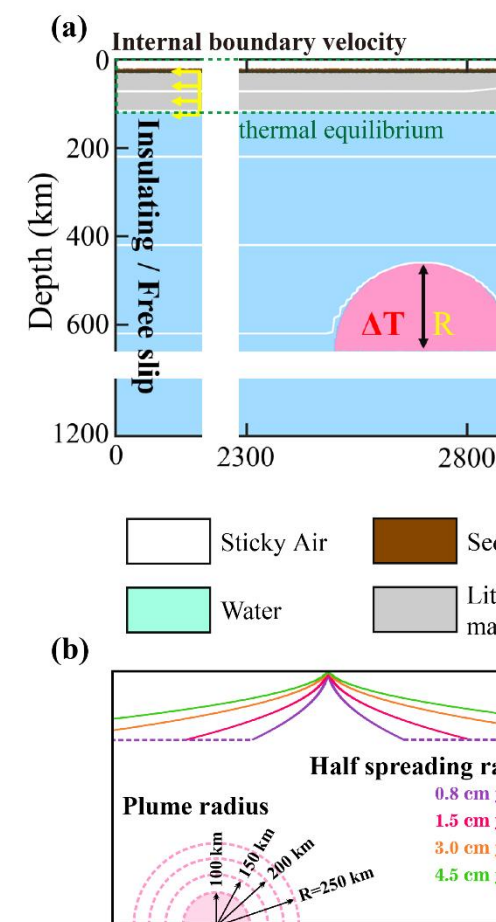 (a)
Internal boundary velocity
0
thermal equilibrium
200
400
600
1200
Depth (km)
Insulating / Free slip
ΔT
R
0
2300
2800
Sticky Air
Water
(b)
Half spreading
0.8 cm
1.5 cm
3.0 cm
4.5 cm
Plume radius
100 km
150 km
200 km
R=250 km